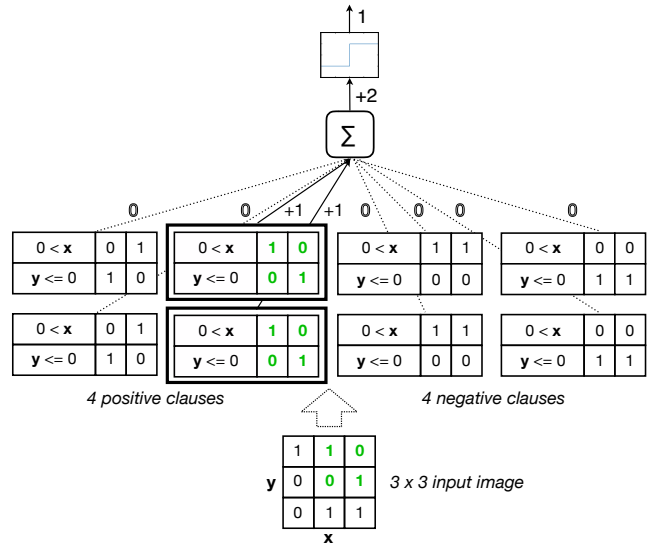 1
+2
Σ
0 0 +1 +1 0 0 0 0
0 < x 0 1 0 < x 1 0 0 < x 1 1 0 < x 0 0
y <= 0 1 0 y <= 0 0 1 y <= 0 0 0 y <= 0 1 1
0 < x 0 1 0 < x 1 0 0 < x 1 1 0 < x 0 0
y <= 0 1 0 y <= 0 0 1 y <= 0 0 0 y <= 0 1 1
4 positive clauses 4 negative clauses
1 1 0
y 0 0 1 3 x 3 input image
0 1 1
x